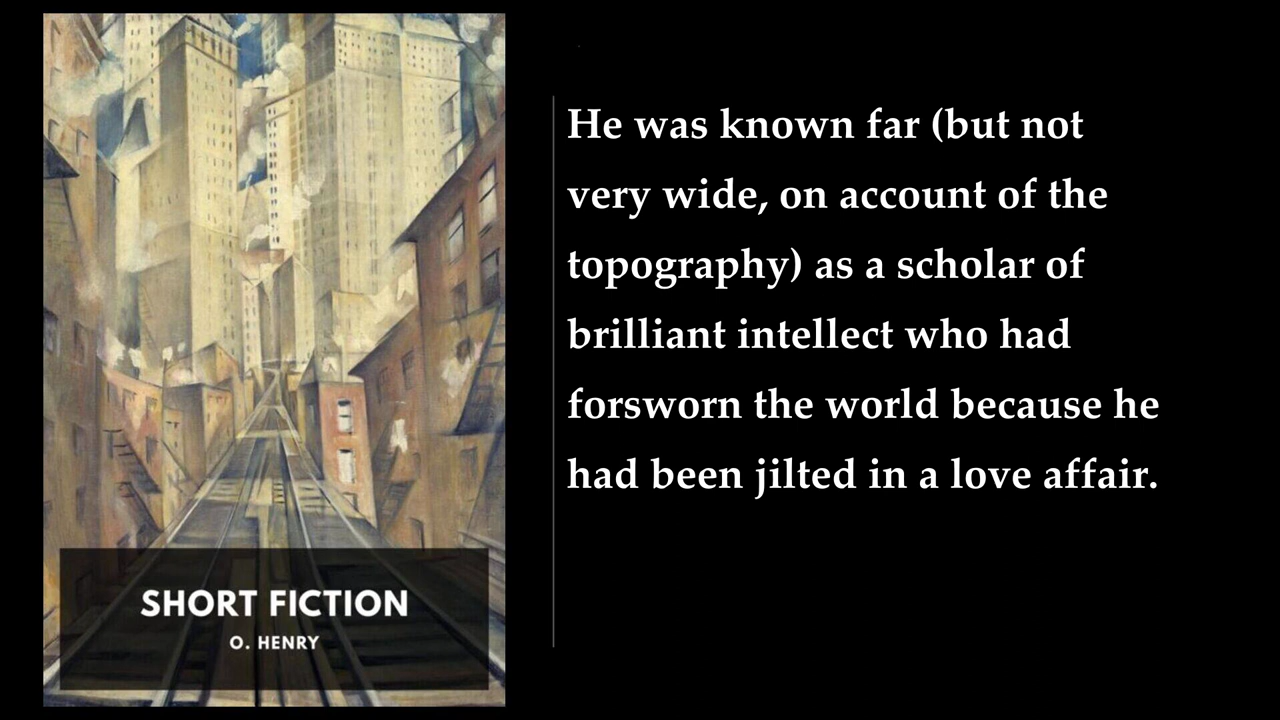 He was known far (but not
very wide, on account of the
topography) as a scholar of
brilliant intellect who had
forsworn the world because he
had been jilted in a love affair.
SHORT FICTION
O. HENRY